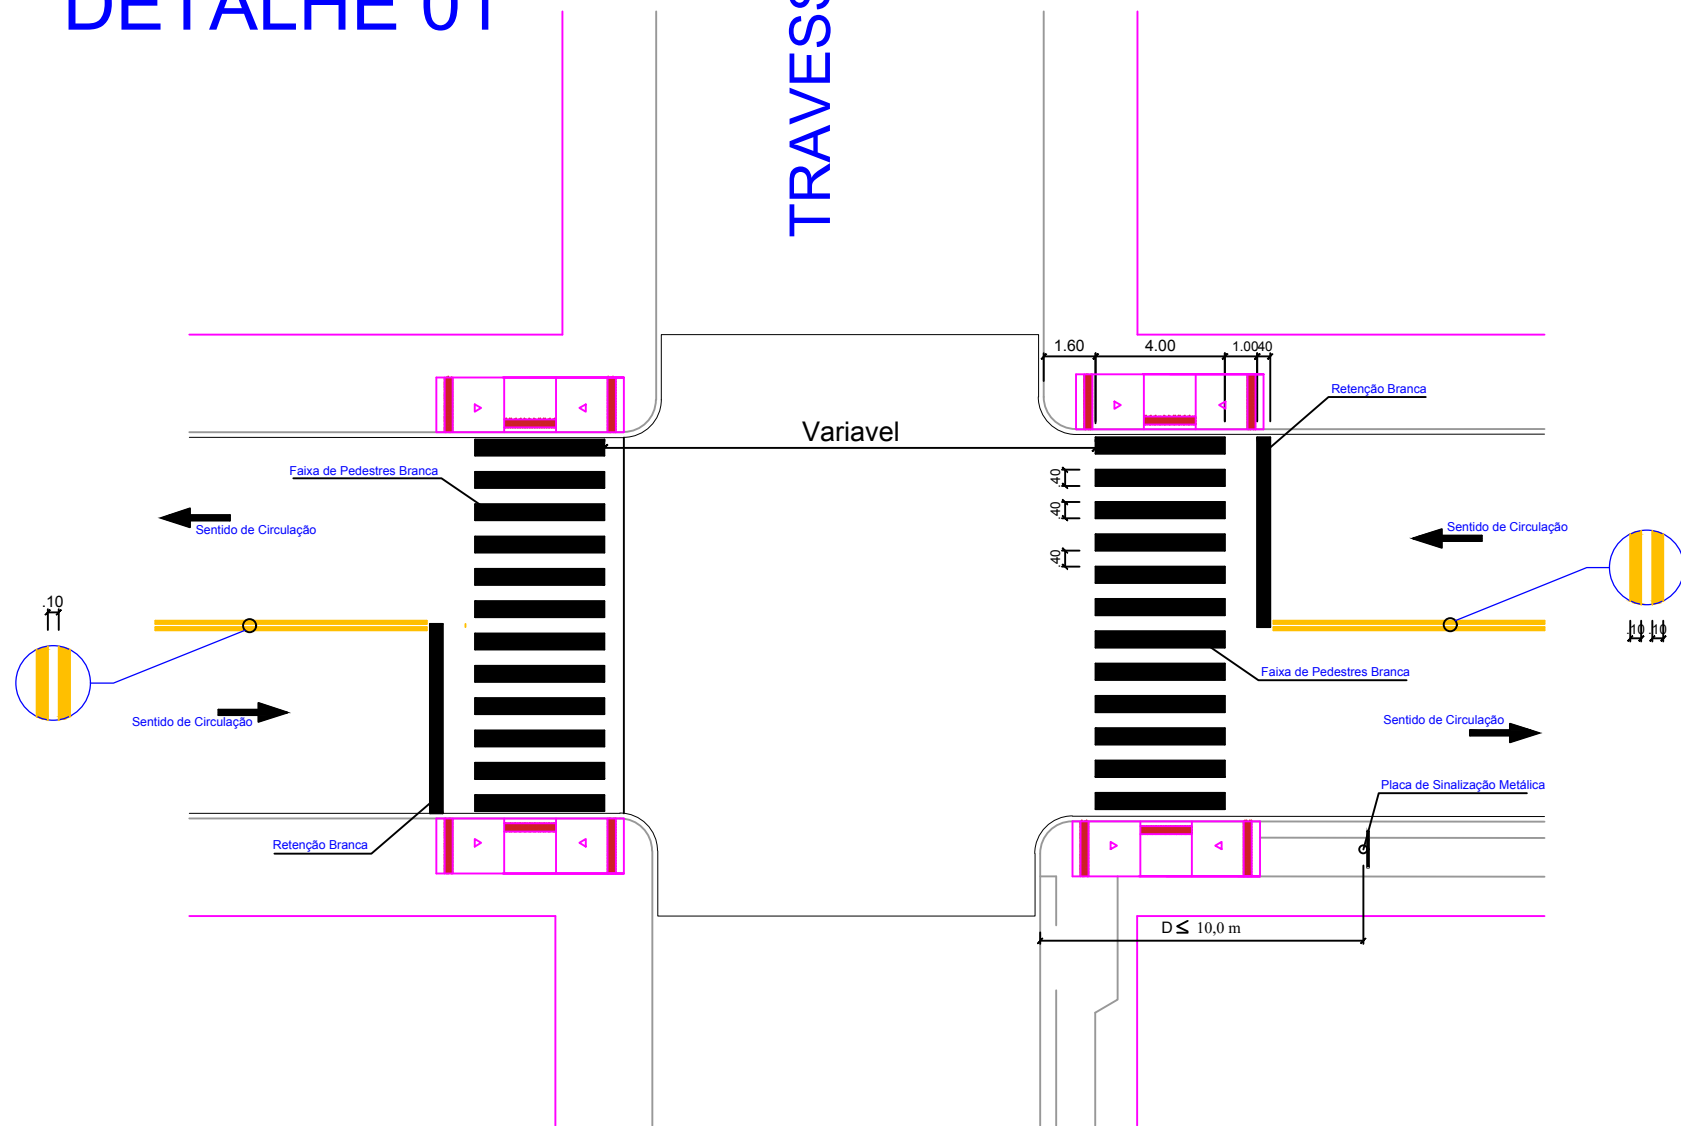 DETALHE 01
TRAVESS
1.60
4.00
1.00
.40
Retenção Branca
Variavel
Faixa de Pedestres Branca
.40
.40
.40
Sentido de Circulação
Sentido de Circulação
.10
.10
.10
Faixa de Pedestres Branca
Sentido de Circulação
Sentido de Circulação
Placa de Sinalização Metálica
Retenção Branca
D≤ 10,0 m